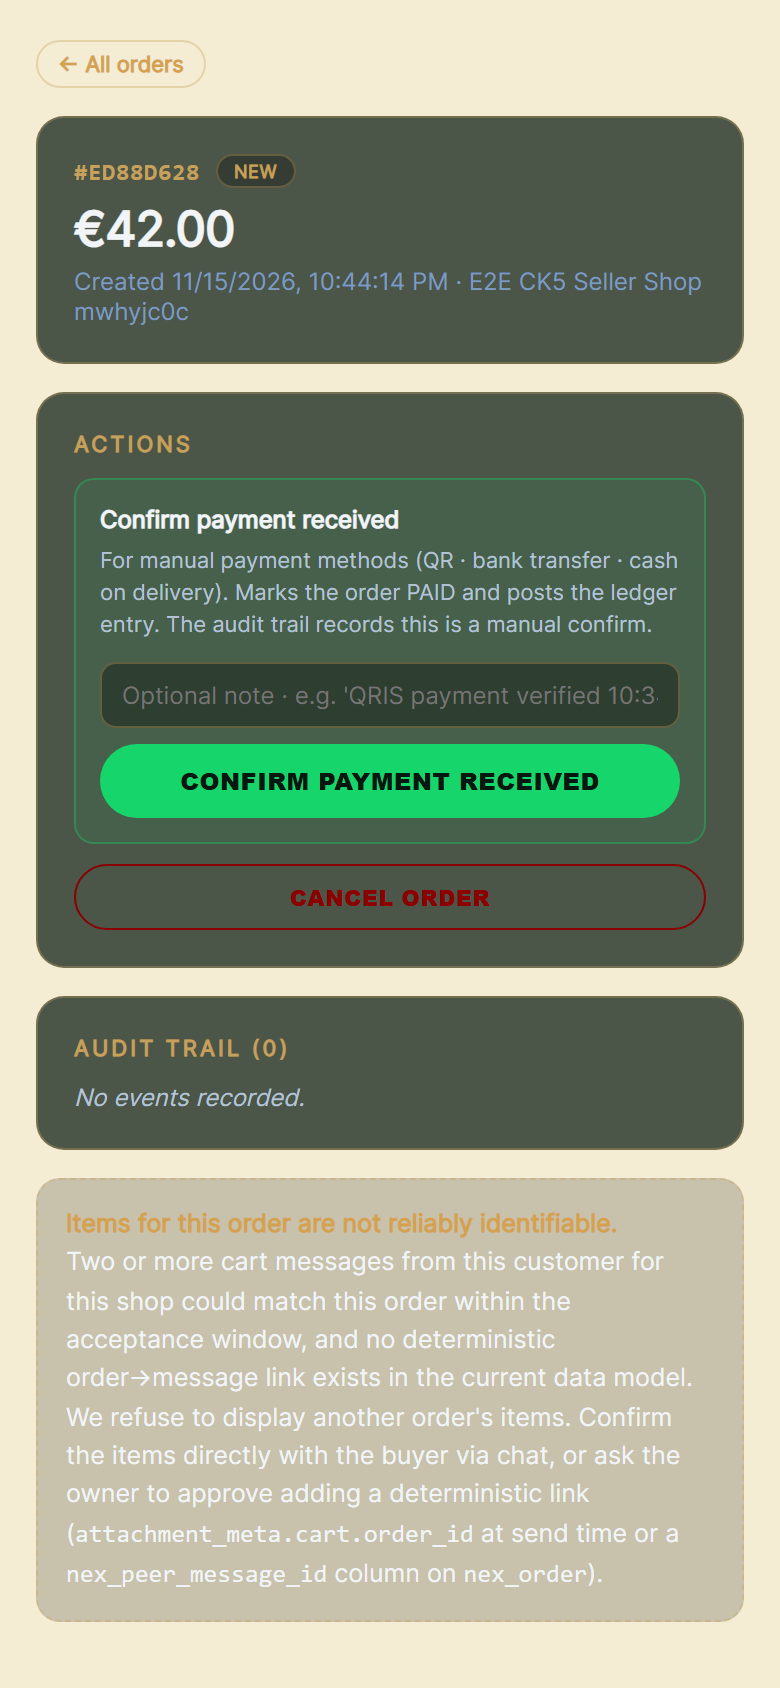 ← All orders
#ED88D628 NEW
€42.00
Created 11/15/2026, 10:44:14 PM · E2E CK5 Seller Shop
mwhyjc0c
ACTIONS
Confirm payment received
For manual payment methods (QR · bank transfer · cash
on delivery). Marks the order PAID and posts the ledger
entry. The audit trail records this is a manual confirm.
Optional note · e.g. 'QRIS payment verified 10:3
CONFIRM PAYMENT RECEIVED
CANCEL ORDER
AUDIT TRAIL (0)
No events recorded.
Items for this order are not reliably identifiable.
Two or more cart messages from this customer for
this shop could match this order within the
acceptance window, and no deterministic
order→message link exists in the current data model.
We refuse to display another order's items. Confirm
the items directly with the buyer via chat, or ask the
owner to approve adding a deterministic link
(attachment_meta.cart.order_id at send time or a
nex_peer_message_id column on nex_order).